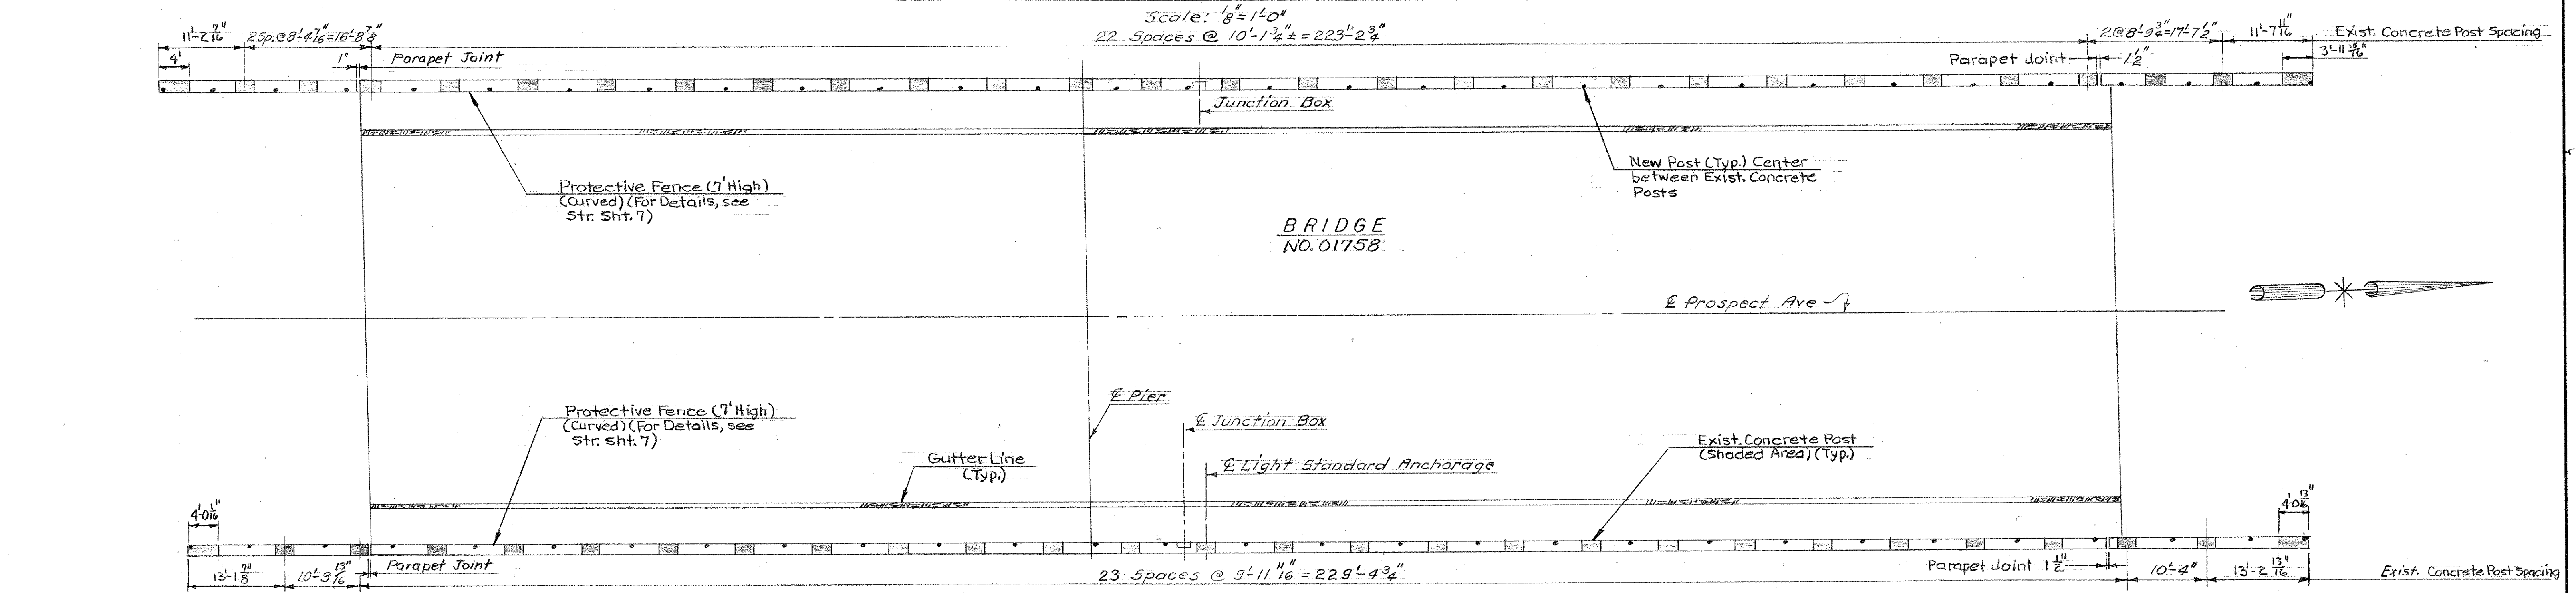 Scale: 1/8"=1'-0"
11'-2 7/16" 2Sp.@8'-4 7/16"=16'-8 7/8" 22 Spaces @ 10'-1 3/4"±=223'-2 3/4" 2@8'-9 3/4"=17'-7 1/2" 11'-7 11/16" Exist. Concrete Post Spacing
4' 1" Parapet Joint Parapet Joint 1 1/2" 3'-11 13/16"
Junction Box
Protective Fence (7' High)
(Curved) (For Details, see
Str. Sht. 7)
New Post (Typ.) Center
between Exist. Concrete
Posts
BRIDGE
NO. 01758
℄ Prospect Ave
℄ Pier
Protective Fence (7' High)
(Curved) (For Details, see
Str. Sht. 7)
℄ Junction Box
Gutter Line
(Typ.)
℄ Light Standard Anchorage
Exist. Concrete Post
(Shaded Area) (Typ.)
4'-0 1/16" 4'-0 13/16"
Parapet Joint Parapet Joint 1 1/2"
13'-1 7/8" 10'-3 13/16" 23 Spaces @ 9'-11 11/16"=229'-4 3/4" 10'-4" 13'-2 13/16" Exist. Concrete Post Spacing